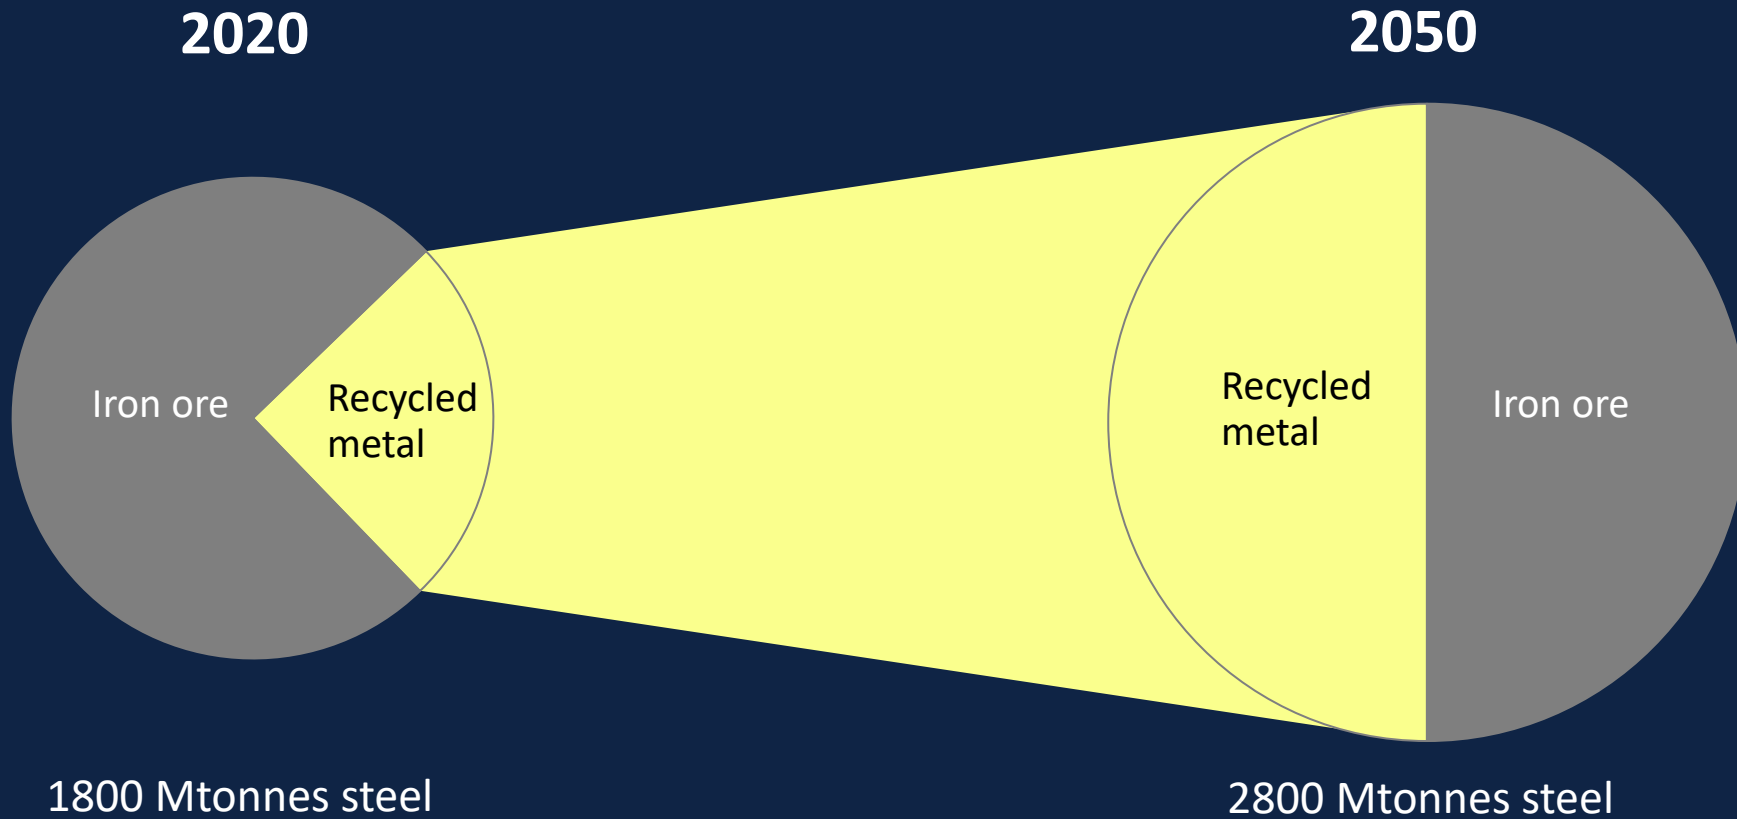 2020
2050
Iron ore
Recycled
metal
Recycled
metal
Iron ore
1800 Mtonnes steel
2800 Mtonnes steel